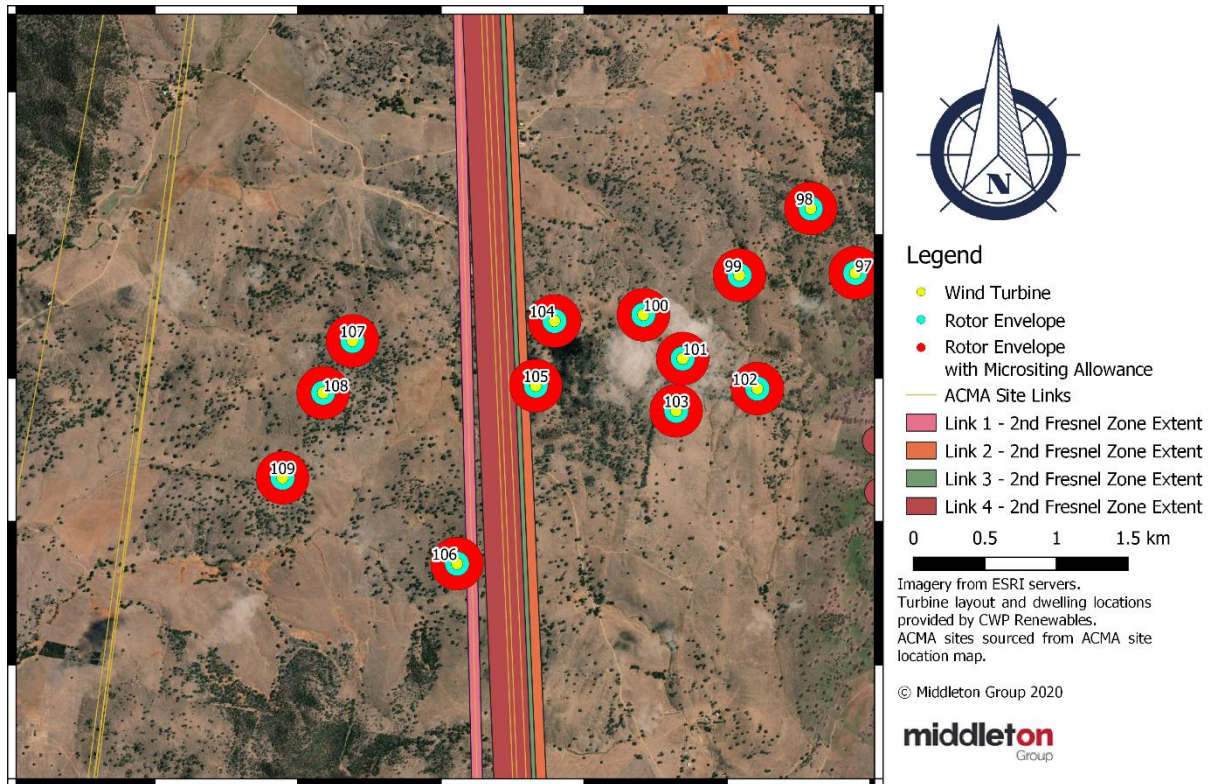 98
97
99
100
104
107
101
108
105
102
103
109
106
N
Legend
Wind Turbine
Rotor Envelope
Rotor Envelope
with Micrositing Allowance
ACMA Site Links
Link 1 - 2nd Fresnel Zone Extent
Link 2 - 2nd Fresnel Zone Extent
Link 3 - 2nd Fresnel Zone Extent
Link 4 - 2nd Fresnel Zone Extent
0 0.5 1 1.5 km
Imagery from ESRI servers.
Turbine layout and dwelling locations
provided by CWP Renewables.
ACMA sites sourced from ACMA site
location map.
© Middleton Group 2020
middleton
Group